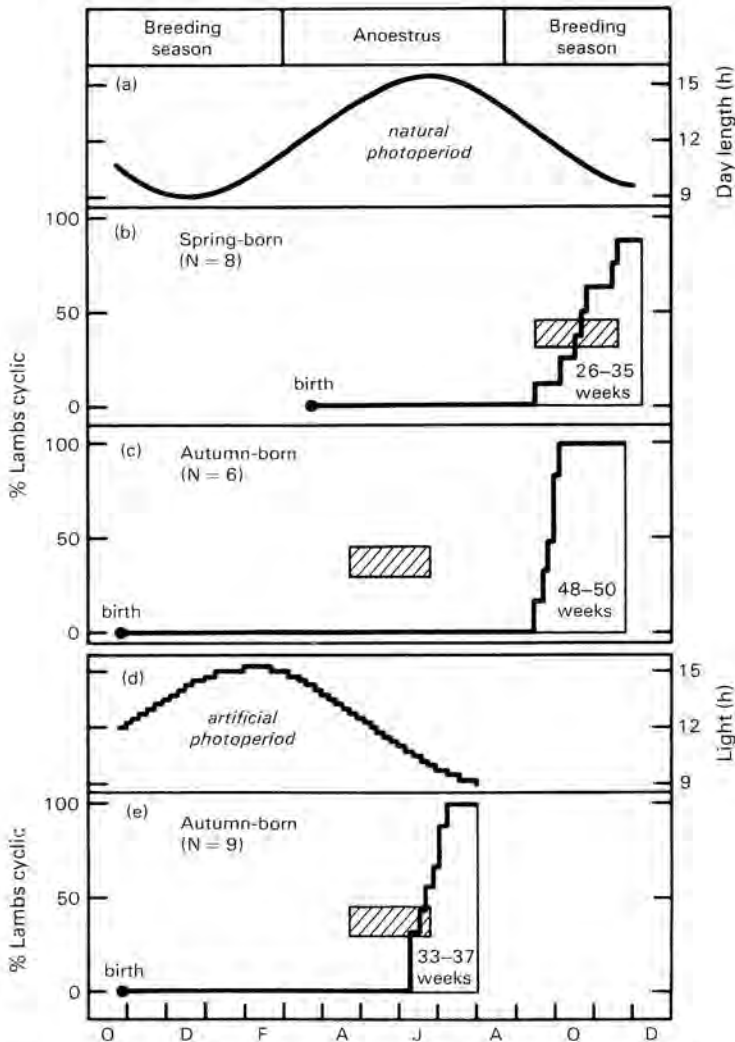 Breeding season
Anoestrus
Breeding season
(a)
natural photoperiod
15
12
9
Day length (h)
(b)
Spring-born
(N = 8)
100
50
0
birth
26–35
weeks
% Lambs cyclic
(c)
Autumn-born
(N = 6)
100
50
0
birth
48–50
weeks
(d)
artificial photoperiod
15
12
9
Light (h)
(e)
Autumn-born
(N = 9)
100
50
0
birth
33–37
weeks
% Lambs cyclic
O D F A J A O D